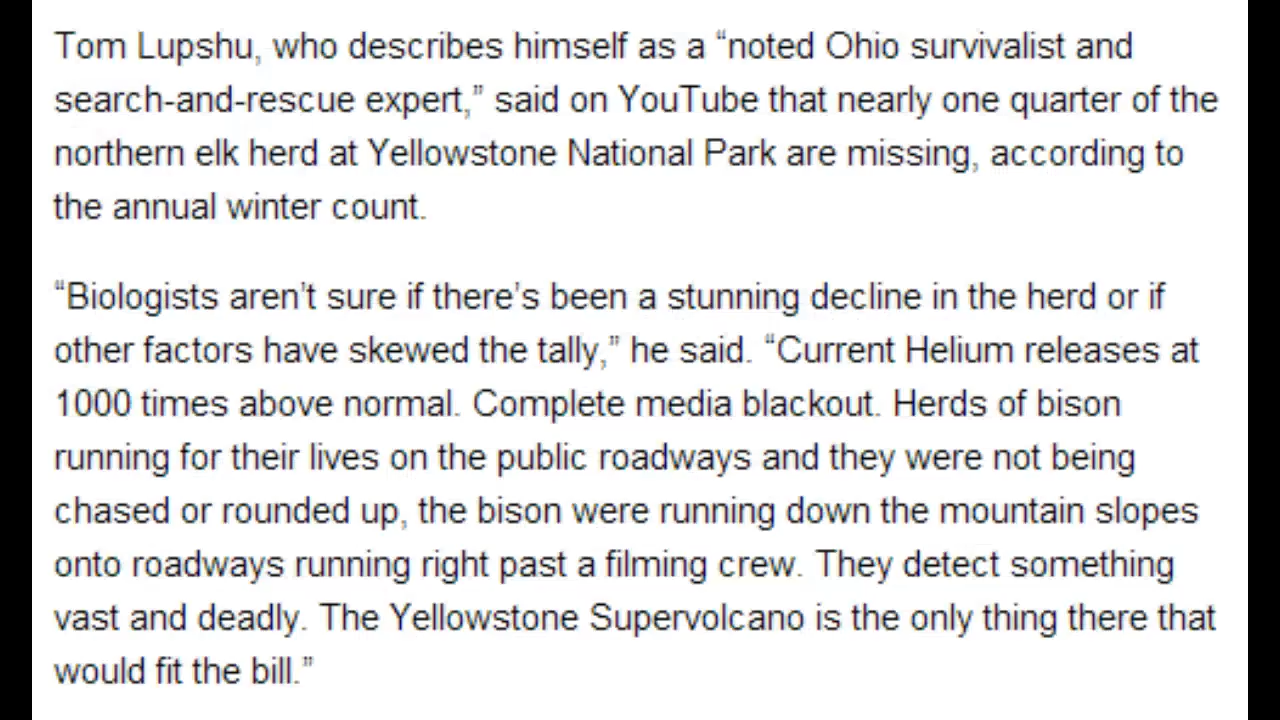 Tom Lupshu, who describes himself as a “noted Ohio survivalist and
search-and-rescue expert,” said on YouTube that nearly one quarter of the
northern elk herd at Yellowstone National Park are missing, according to
the annual winter count.
“Biologists aren’t sure if there’s been a stunning decline in the herd or if
other factors have skewed the tally,” he said. “Current Helium releases at
1000 times above normal. Complete media blackout. Herds of bison
running for their lives on the public roadways and they were not being
chased or rounded up, the bison were running down the mountain slopes
onto roadways running right past a filming crew. They detect something
vast and deadly. The Yellowstone Supervolcano is the only thing there that
would fit the bill.”